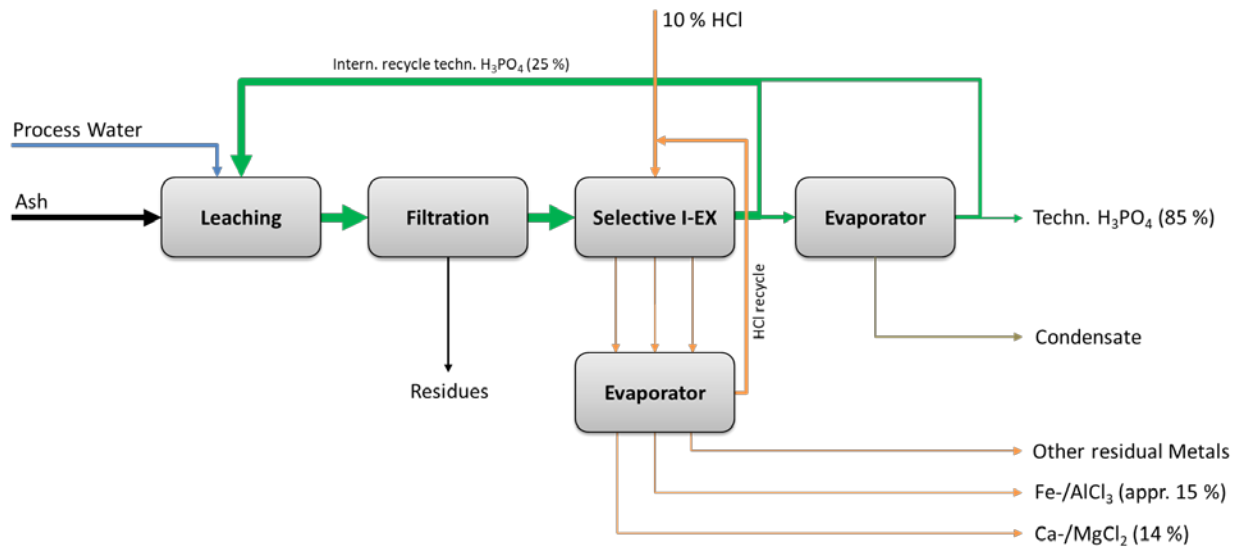 10 % HCl
Intern. recycle techn. H₃PO₄ (25 %)
Process Water
Ash
Leaching
Filtration
Selective I-EX
Evaporator
Techn. H₃PO₄ (85 %)
HCl recycle
Condensate
Residues
Evaporator
Other residual Metals
Fe-/AlCl₃ (appr. 15 %)
Ca-/MgCl₂ (14 %)